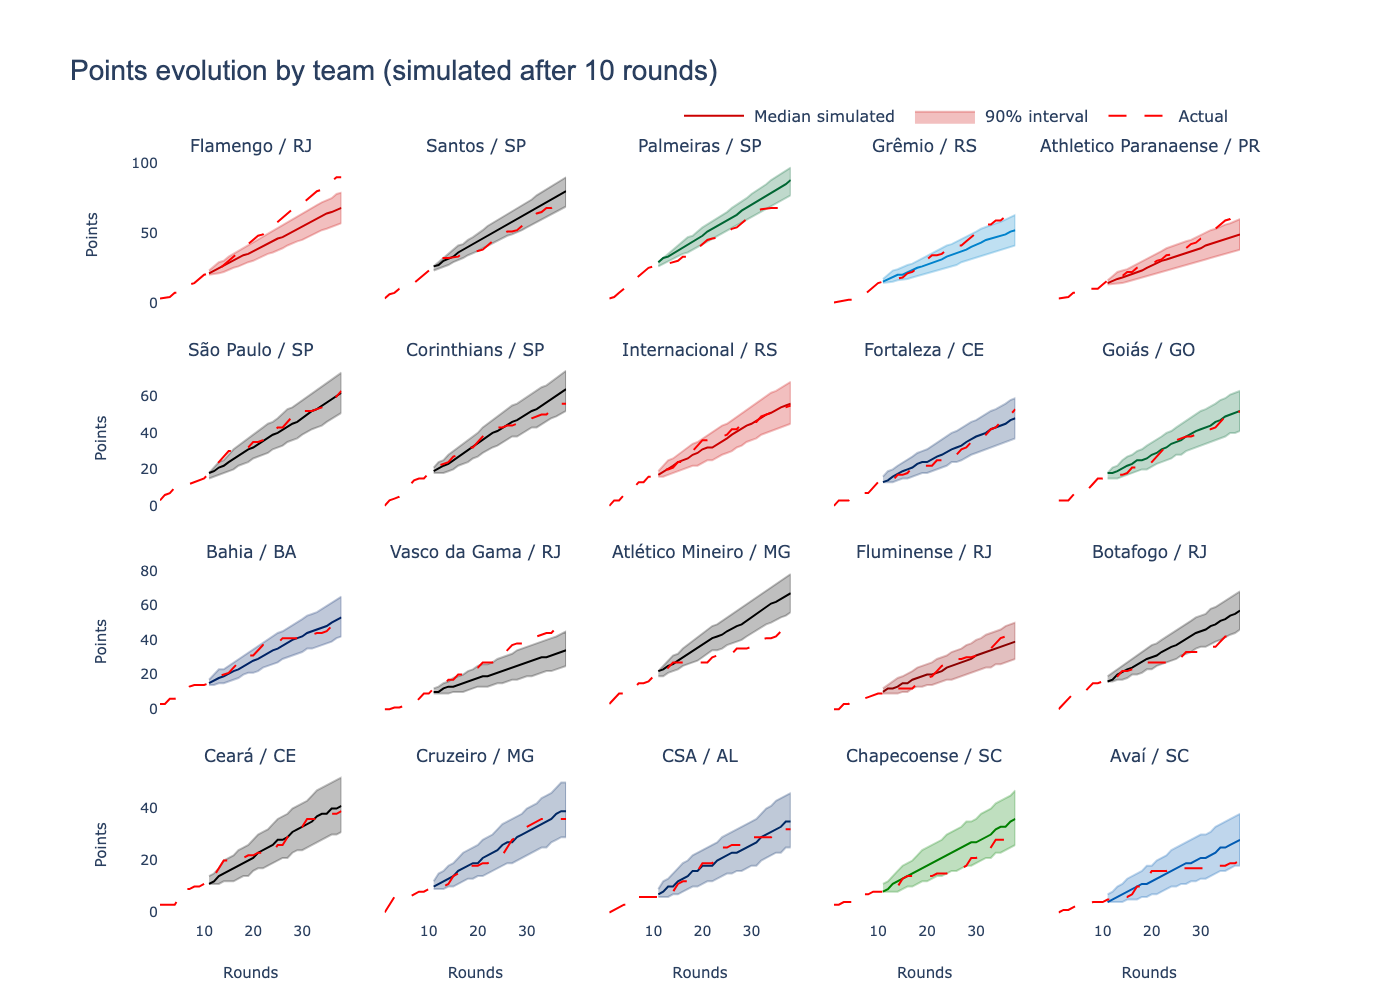 Points evolution by team (simulated after 10 rounds)
Median simulated 90% interval Actual
Flamengo / RJ Santos / SP Palmeiras / SP Grêmio / RS Athletico Paranaense / PR
100
50
0
Points
São Paulo / SP Corinthians / SP Internacional / RS Fortaleza / CE Goiás / GO
60
40
20
0
Points
Bahia / BA Vasco da Gama / RJ Atlético Mineiro / MG Fluminense / RJ Botafogo / RJ
80
60
40
20
0
Points
Ceará / CE Cruzeiro / MG CSA / AL Chapecoense / SC Avaí / SC
40
20
0
Points
10 20 30 10 20 30 10 20 30 10 20 30 10 20 30
Rounds Rounds Rounds Rounds Rounds